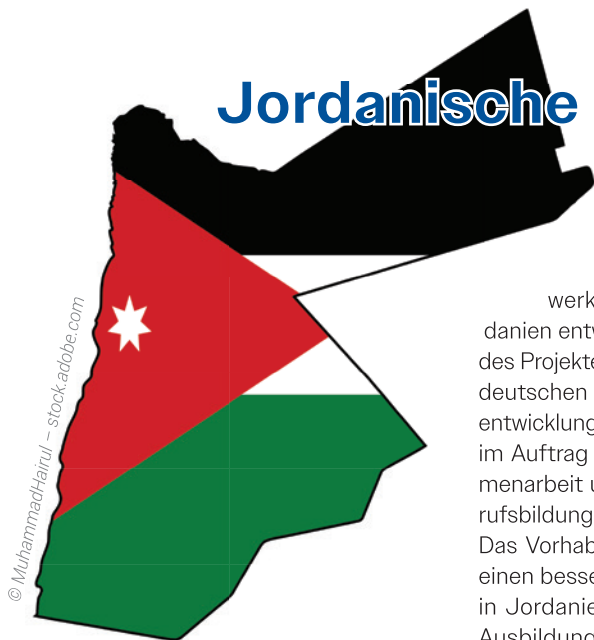 Jordanische
werk
danien entw
des Projekte
deutschen
entwicklung
im Auftrag
menarbeit u
rufsbildung
Das Vorhab
einen besse
in Jordanie
Ausbildung
© MuhammadHairul – stock.adobe.com